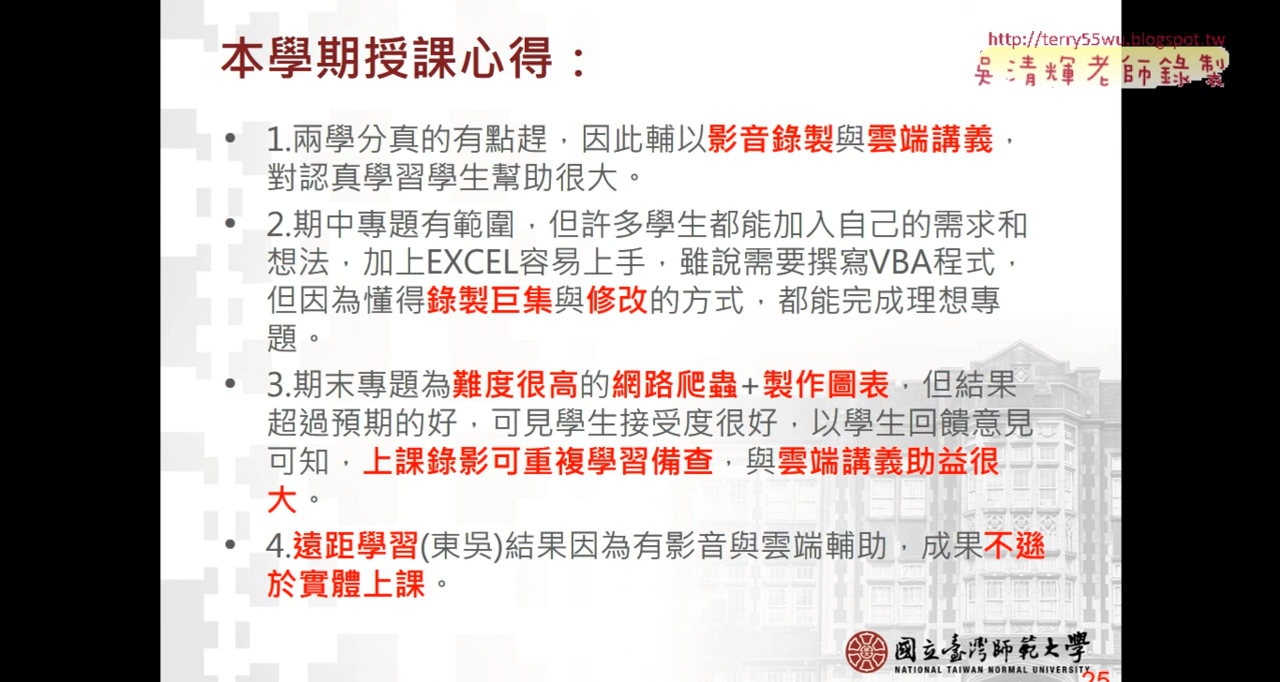 本學期授課心得：
http://terry55wu.blogspot.tw
吳清輝老師錄製
• 1.兩學分真的有點趕，因此輔以影音錄製與雲端講義，
對認真學習學生幫助很大。
• 2.期中專題有範圍，但許多學生都能加入自己的需求和
想法，加上EXCEL容易上手，雖說需要撰寫VBA程式，
但因為懂得錄製巨集與修改的方式，都能完成理想專
題。
• 3.期末專題為難度很高的網路爬蟲+製作圖表，但結果
超過預期的好，可見學生接受度很好，以學生回饋意見
可知，上課錄影可重複學習備查，與雲端講義助益很
大。
• 4.遠距學習(東吳)結果因為有影音與雲端輔助，成果不遜
於實體上課。
國立臺灣師範大學
NATIONAL TAIWAN NORMAL UNIVERSITY
25